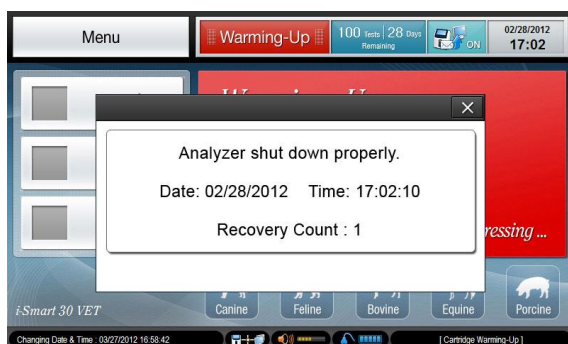 Menu
Warming-Up
100 Tests 28 Days
Remaining
ON
02/28/2012
17:02
Analyzer shut down properly.
Date: 02/28/2012 Time: 17:02:10
Recovery Count : 1
ressing ...
i-Smart 30 VET
Canine
Feline
Bovine
Equine
Porcine
Changing Date & Time : 03/27/2012 16:58:42
[ Cartridge Warming-Up ]